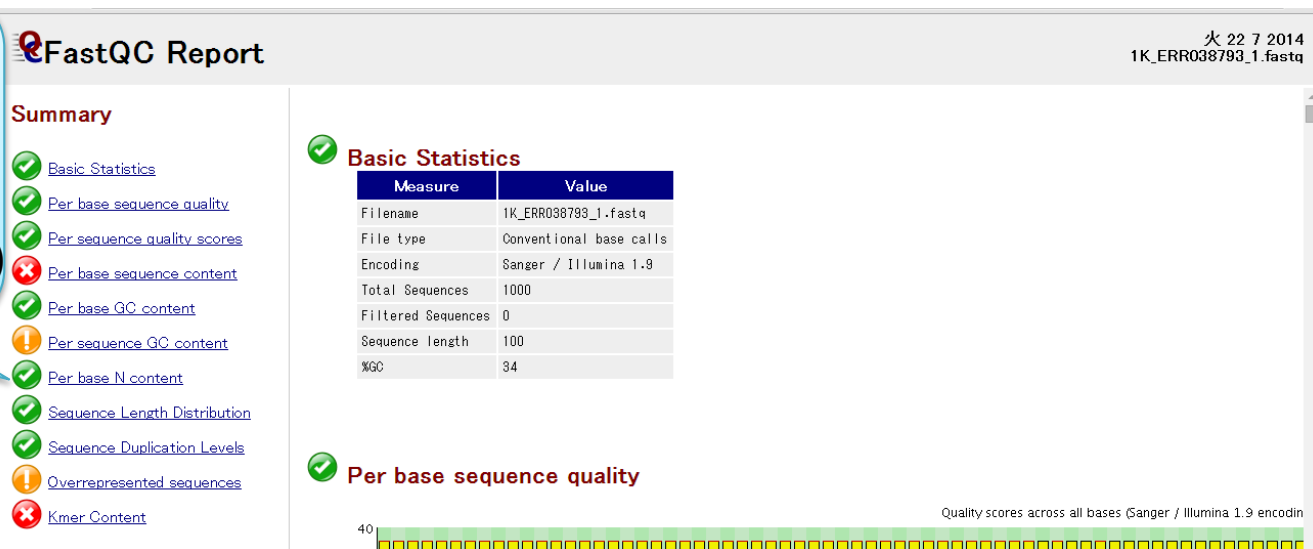 FastQC Report
火 22 7 2014
1K_ERR038793_1.fastq
Summary
Basic Statistics
Per base sequence quality
Per sequence quality scores
Per base sequence content
Per base GC content
Per sequence GC content
Per base N content
Sequence Length Distribution
Sequence Duplication Levels
Overrepresented sequences
Kmer Content
Basic Statistics
Measure Value
Filename 1K_ERR038793_1.fastq
File type Conventional base calls
Encoding Sanger / Illumina 1.9
Total Sequences 1000
Filtered Sequences 0
Sequence length 100
%GC 34
Per base sequence quality
Quality scores across all bases (Sanger / Illumina 1.9 encodin
40